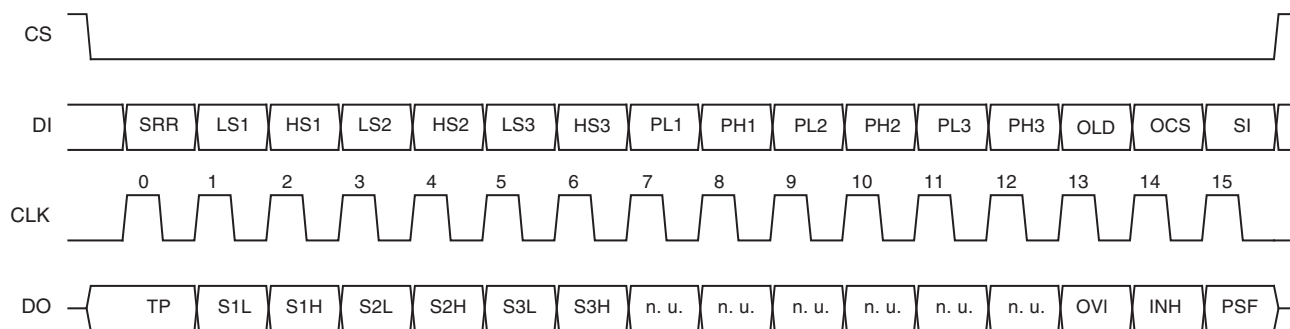 CS
DI SRR LS1 HS1 LS2 HS2 LS3 HS3 PL1 PH1 PL2 PH2 PL3 PH3 OLD OCS SI
0 1 2 3 4 5 6 7 8 9 10 11 12 13 14 15
CLK
DO TP S1L S1H S2L S2H S3L S3H n. u. n. u. n. u. n. u. n. u. n. u. OVI INH PSF